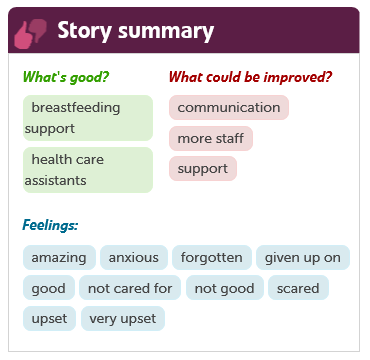 Story summary
What's good?
breastfeeding
support
health care
assistants
What could be improved?
communication
more staff
support
Feelings:
amazing anxious forgotten given up on
good not cared for not good scared
upset very upset